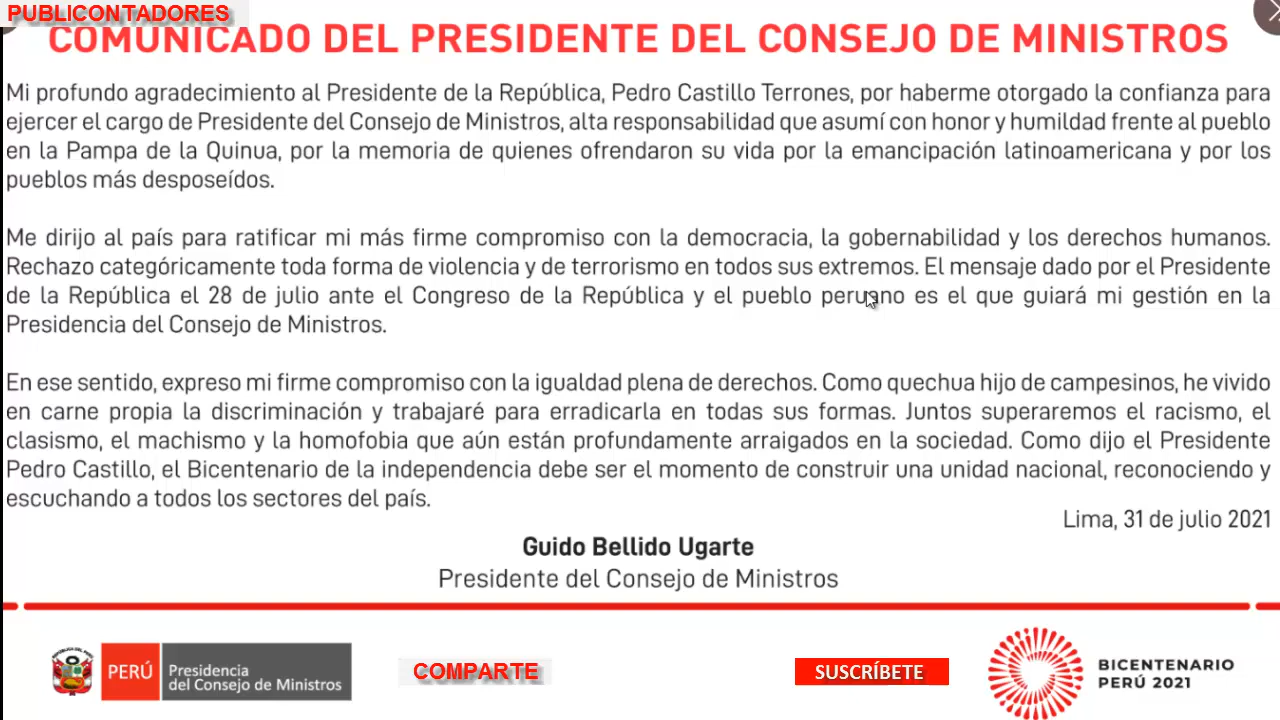 PUBLICONTADORES
COMUNICADO DEL PRESIDENTE DEL CONSEJO DE MINISTROS
Mi profundo agradecimiento al Presidente de la República, Pedro Castillo Terrones, por haberme otorgado la confianza para
ejercer el cargo de Presidente del Consejo de Ministros, alta responsabilidad que asumí con honor y humildad frente al pueblo
en la Pampa de la Quinua, por la memoria de quienes ofrendaron su vida por la emancipación latinoamericana y por los
pueblos más desposeídos.
Me dirijo al país para ratificar mi más firme compromiso con la democracia, la gobernabilidad y los derechos humanos.
Rechazo categóricamente toda forma de violencia y de terrorismo en todos sus extremos. El mensaje dado por el Presidente
de la República el 28 de julio ante el Congreso de la República y el pueblo peruano es el que guiará mi gestión en la
Presidencia del Consejo de Ministros.
En ese sentido, expreso mi firme compromiso con la igualdad plena de derechos. Como quechua hijo de campesinos, he vivido
en carne propia la discriminación y trabajaré para erradicarla en todas sus formas. Juntos superaremos el racismo, el
clasismo, el machismo y la homofobia que aún están profundamente arraigados en la sociedad. Como dijo el Presidente
Pedro Castillo, el Bicentenario de la independencia debe ser el momento de construir una unidad nacional, reconociendo y
escuchando a todos los sectores del país.
Lima, 31 de julio 2021
Guido Bellido Ugarte
Presidente del Consejo de Ministros
PERÚ
Presidencia
del Consejo de Ministros
COMPARTE
SUSCRÍBETE
BICENTENARIO
PERÚ 2021